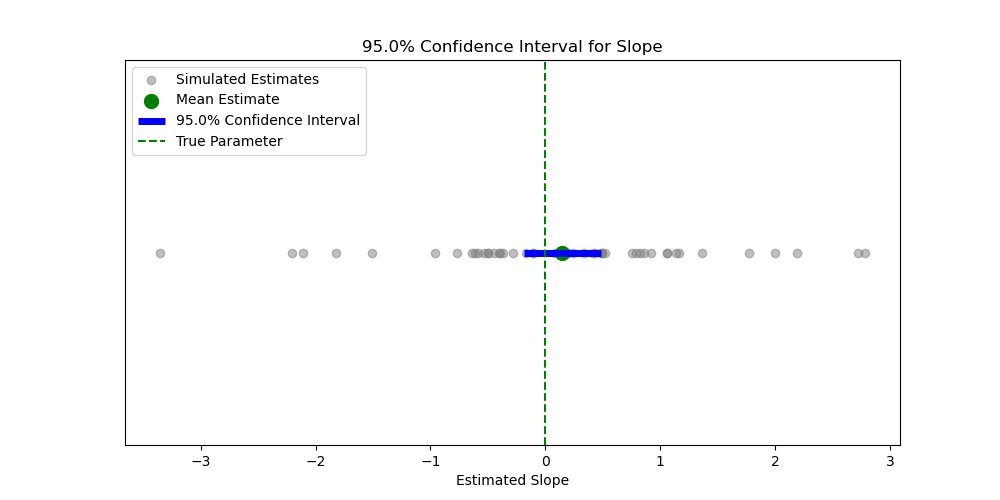 95.0% Confidence Interval for Slope
Simulated Estimates
Mean Estimate
95.0% Confidence Interval
True Parameter
−3
−2
−1
0
1
2
3
Estimated Slope